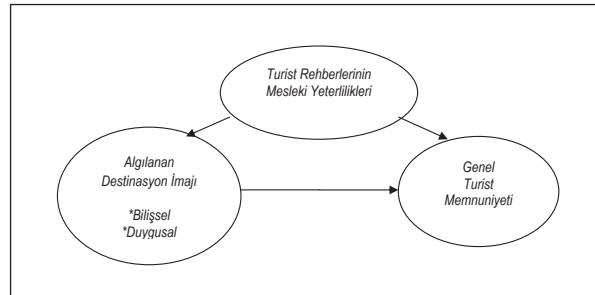 Turist Rehberlerinin
Mesleki Yeterlilikleri
Algılanan
Destinasyon İmajı
*Bilişsel
*Duygusal
Genel
Turist
Memnuniyeti